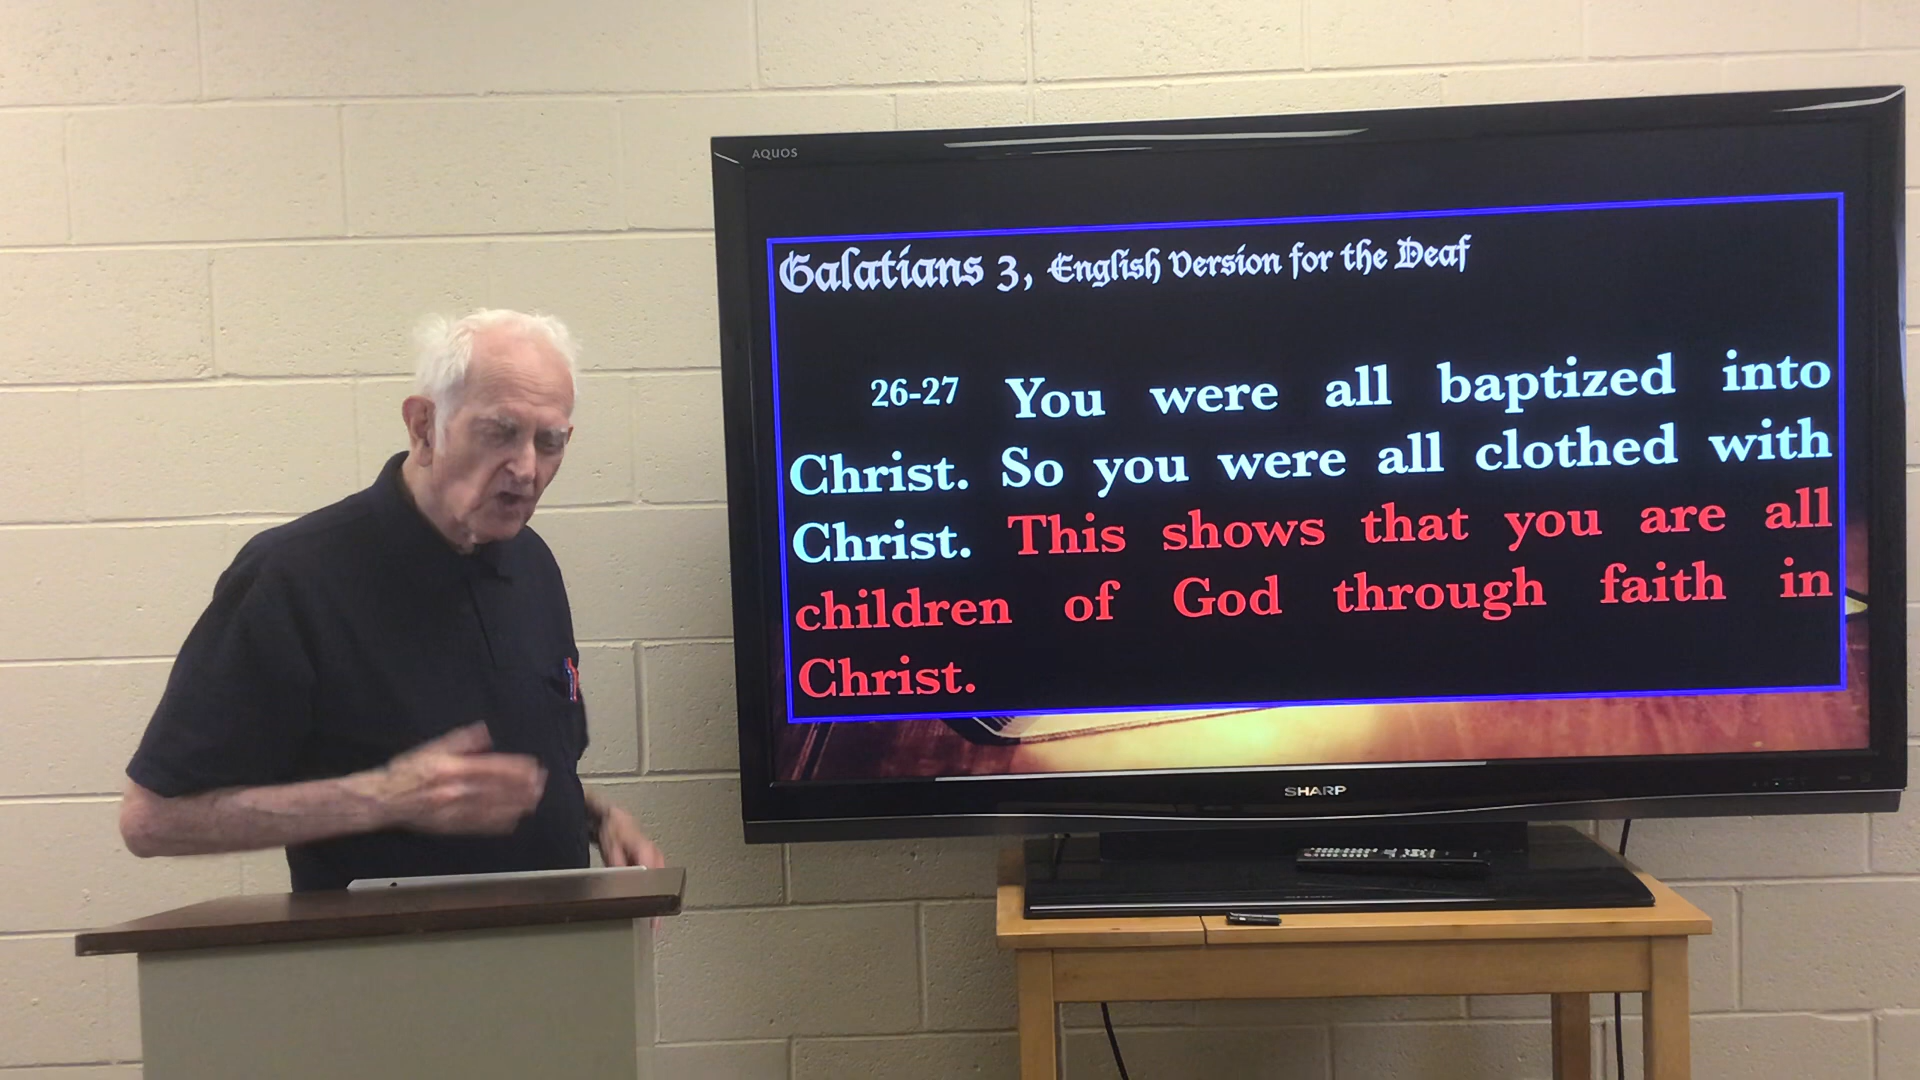 AQUOS
Galatians 3, English Version for the Deaf
26-27 You were all baptized into
Christ. So you were all clothed with
Christ. This shows that you are all
children of God through faith in
Christ.
SHARP